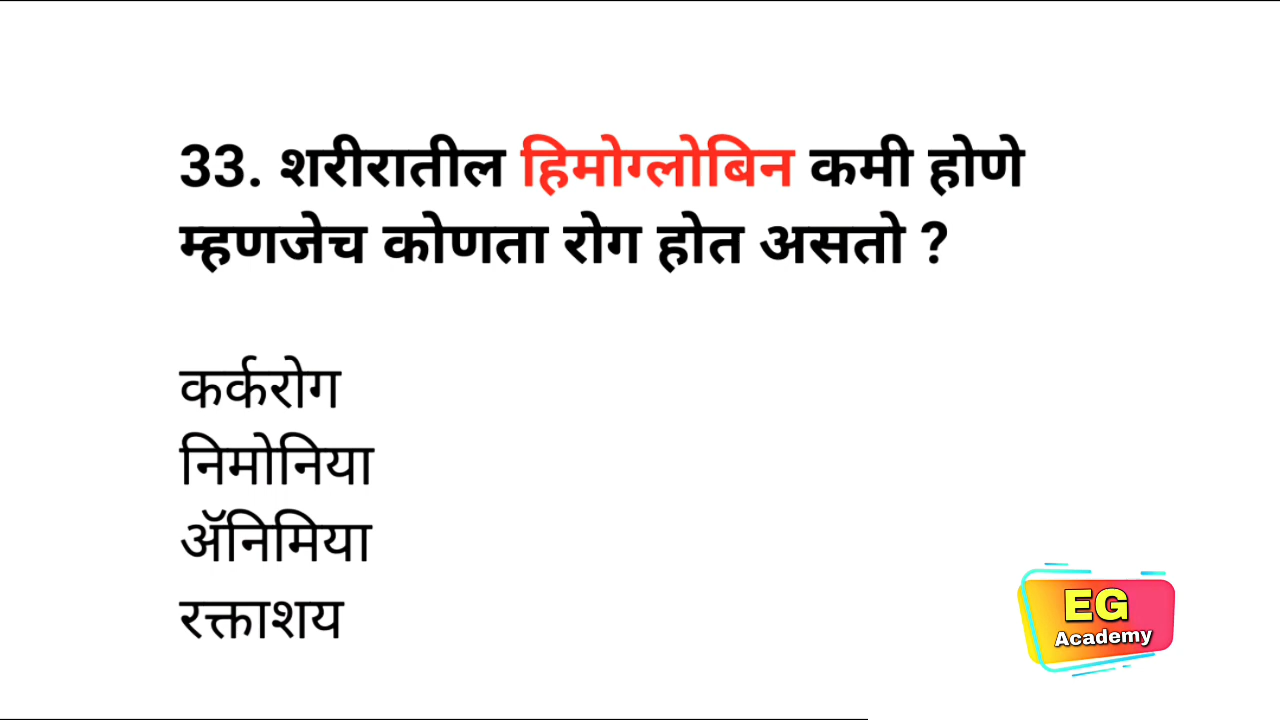 33. शरीरातील हिमोग्लोबिन कमी होणे
म्हणजेच कोणता रोग होत असतो ?
कर्करोग
निमोनिया
ॲनिमिया
रक्ताशय
EG
Academy